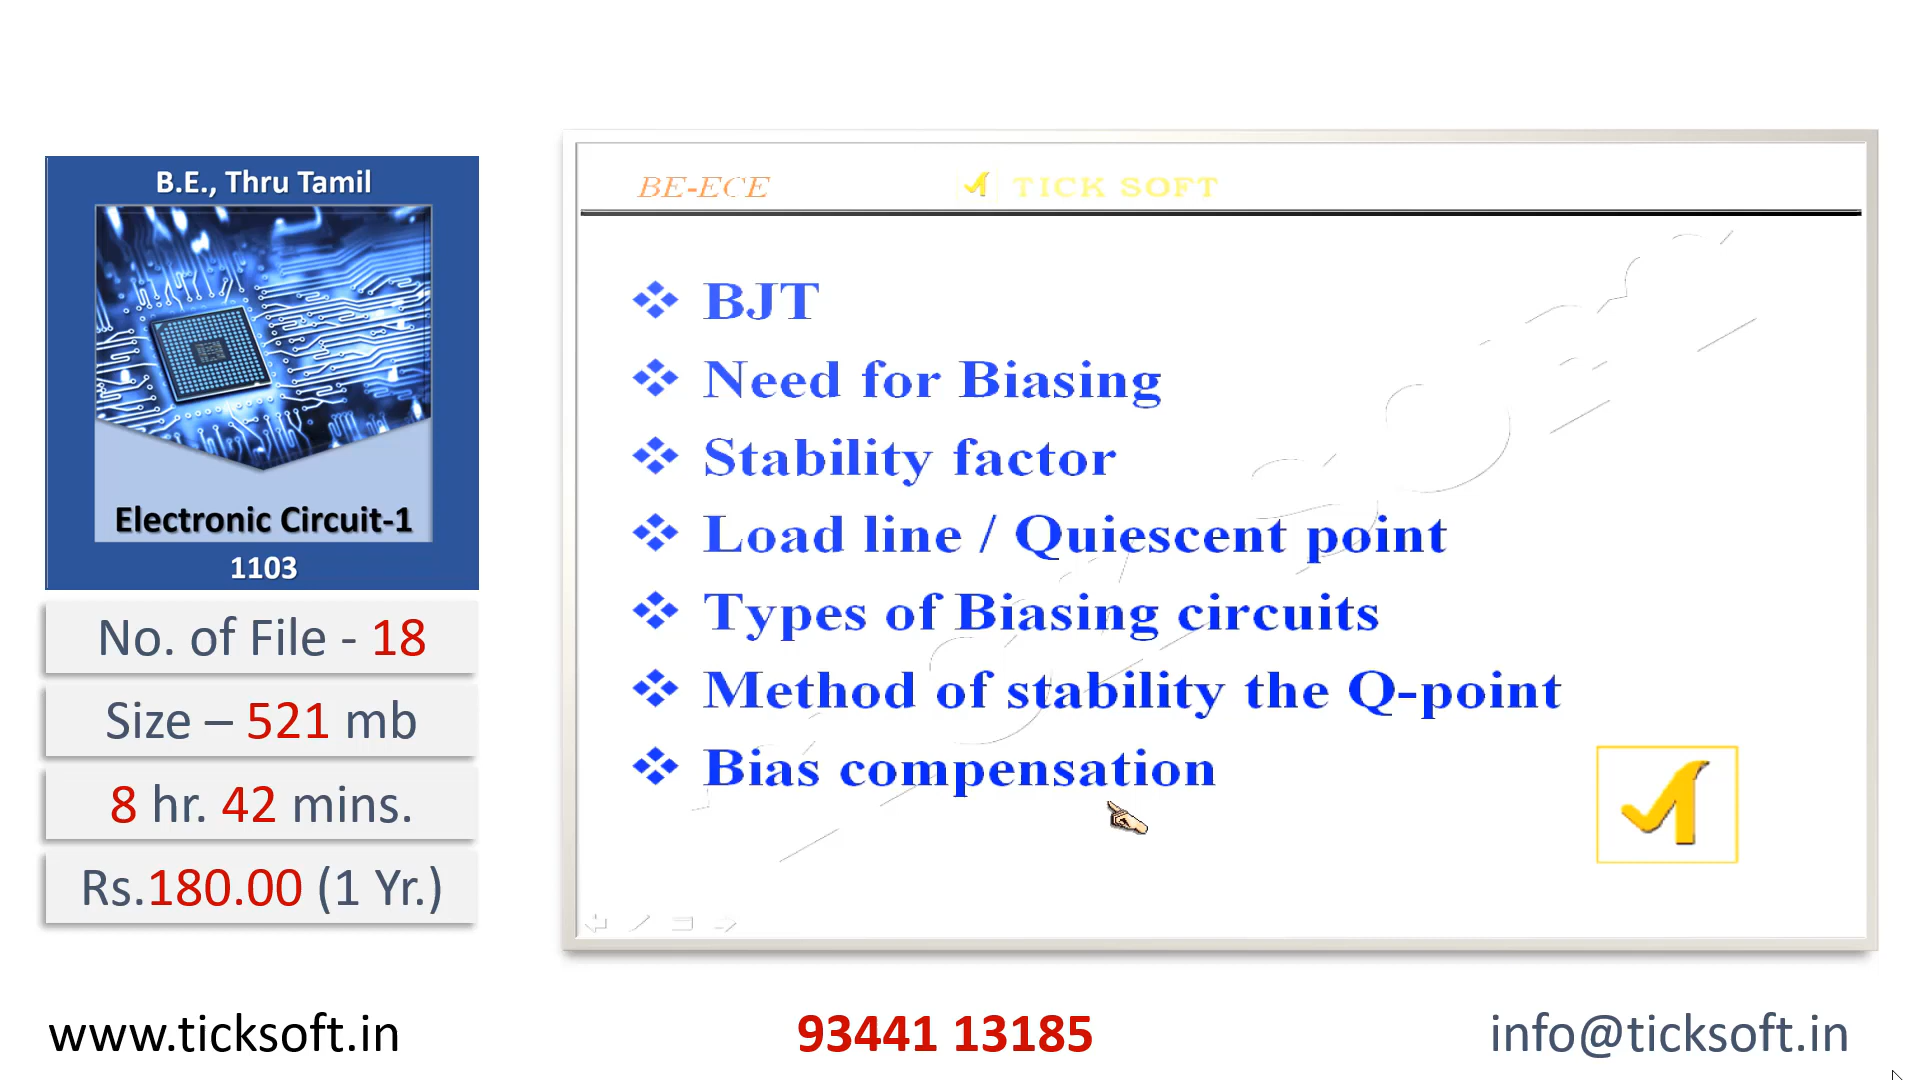 B.E., Thru Tamil
Electronic Circuit-1
1103
No. of File - 18
Size – 521 mb
8 hr. 42 mins.
Rs.180.00 (1 Yr.)
BE-ECE
TICK SOFT
BJT
Need for Biasing
Stability factor
Load line / Quiescent point
Types of Biasing circuits
Method of stability the Q-point
Bias compensation
www.ticksoft.in
93441 13185
info@ticksoft.in